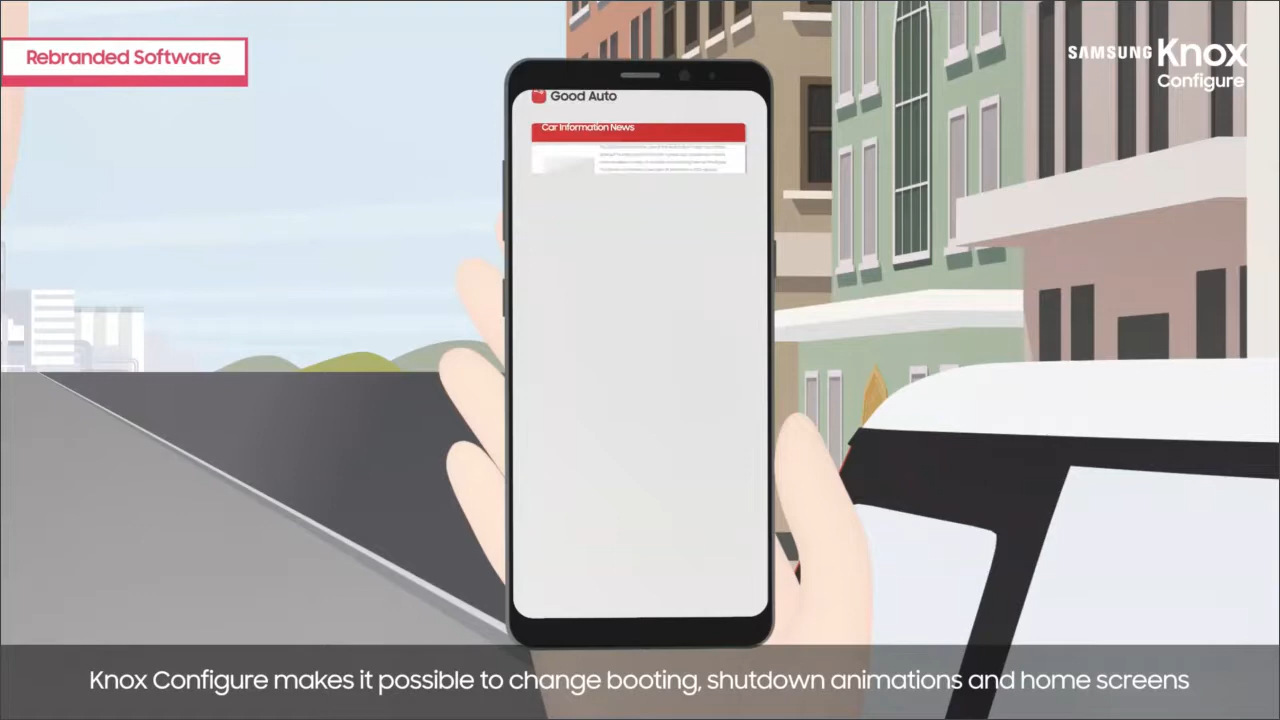 Rebranded Software
SAMSUNG Knox
Configure
Good Auto
Car Information News
Knox Configure makes it possible to change booting, shutdown animations and home screens